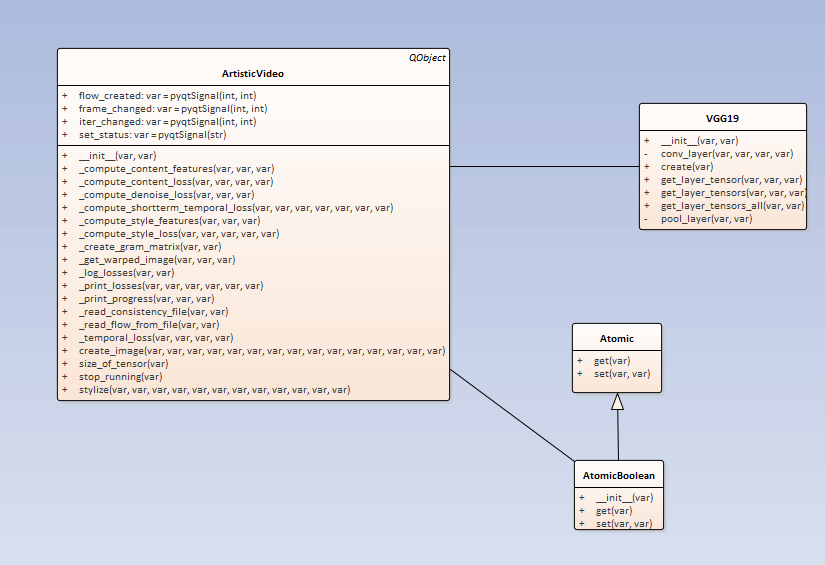 QObject
ArtisticVideo
+ flow_created: var = pyqtSignal(int, int)
+ frame_changed: var = pyqtSignal(int, int)
+ iter_changed: var = pyqtSignal(int, int)
+ set_status: var = pyqtSignal(str)
+ __init__(var, var)
+ _compute_content_features(var, var, var)
+ _compute_content_loss(var, var, var)
+ _compute_denoise_loss(var, var)
+ _compute_shortterm_temporal_loss(var, var, var, var, var, var, var)
+ _compute_style_features(var, var, var)
+ _compute_style_loss(var, var, var, var)
+ _create_gram_matrix(var, var)
+ _get_warped_image(var, var, var)
+ _log_losses(var, var)
+ _print_losses(var, var, var, var, var, var)
+ _print_progress(var, var, var)
+ _read_consistency_file(var, var)
+ _read_flow_from_file(var, var)
+ _temporal_loss(var, var, var, var)
+ create_image(var, var, var, var, var, var, var, var, var, var, var, var, var, var, var)
+ size_of_tensor(var)
+ stop_running(var)
+ stylize(var, var, var, var, var, var, var, var, var, var, var, var)
VGG19
+ __init__(var, var)
- conv_layer(var, var, var, var)
+ create(var)
+ get_layer_tensor(var, var, var)
+ get_layer_tensors(var, var, var)
+ get_layer_tensors_all(var, var)
- pool_layer(var, var)
Atomic
+ get(var)
+ set(var, var)
AtomicBoolean
+ __init__(var)
+ get(var)
+ set(var, var)